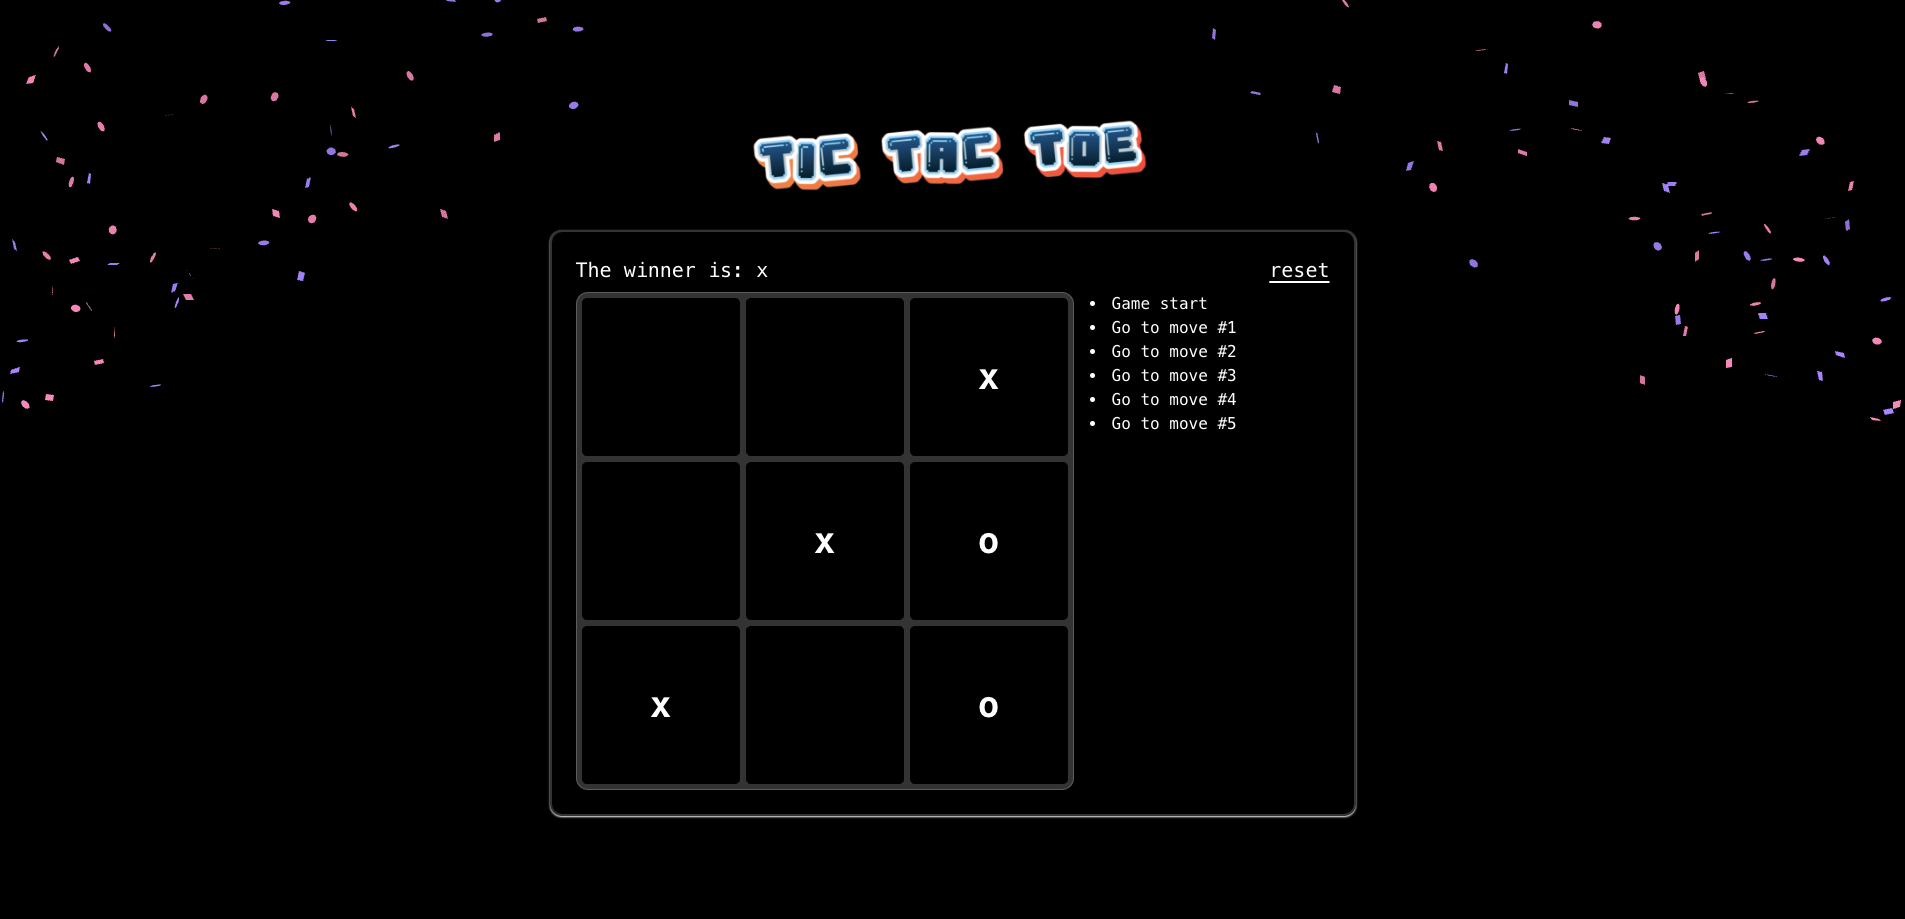 TIC TAC TOE
The winner is: x
reset
x
x o
x o
Game start
Go to move #1
Go to move #2
Go to move #3
Go to move #4
Go to move #5